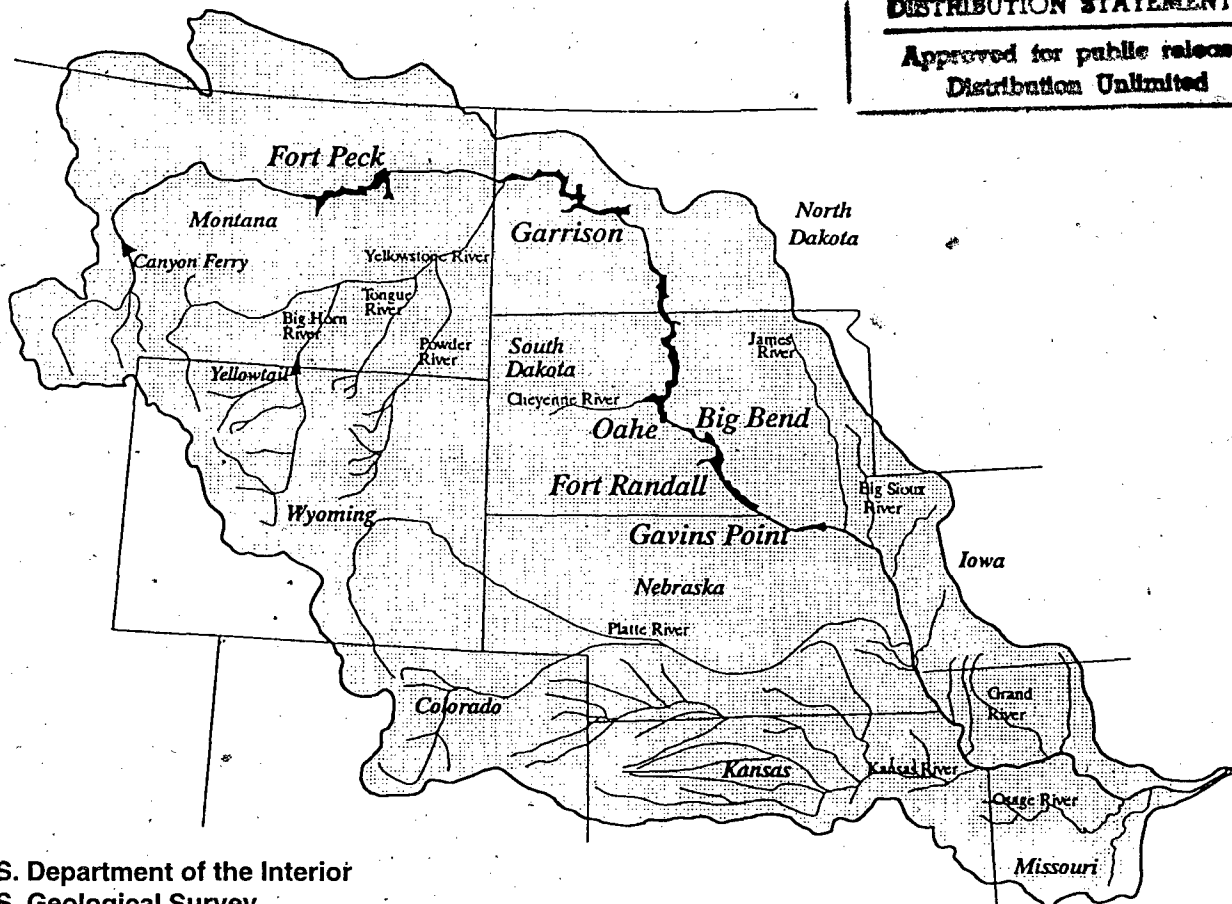 DISTRIBUTION STATEMENT
Approved for public releas
Distribution Unlimited
Fort Peck
Montana
Garrison
North
Dakota
Canyon Ferry
Yellowstone River
Tongue
River
Big Horn
River
Powder
River
South
Dakota
James
River
Yellowtail
Cheyenne River
Oahe
Big Bend
Fort Randall
Big Sioux
River
Wyoming
Gavins Point
Iowa
Nebraska
Platte River
Colorado
Grand
River
Kansas
Kansas River
Osage River
Missouri
S. Department of the Interior
S. Geological Survey